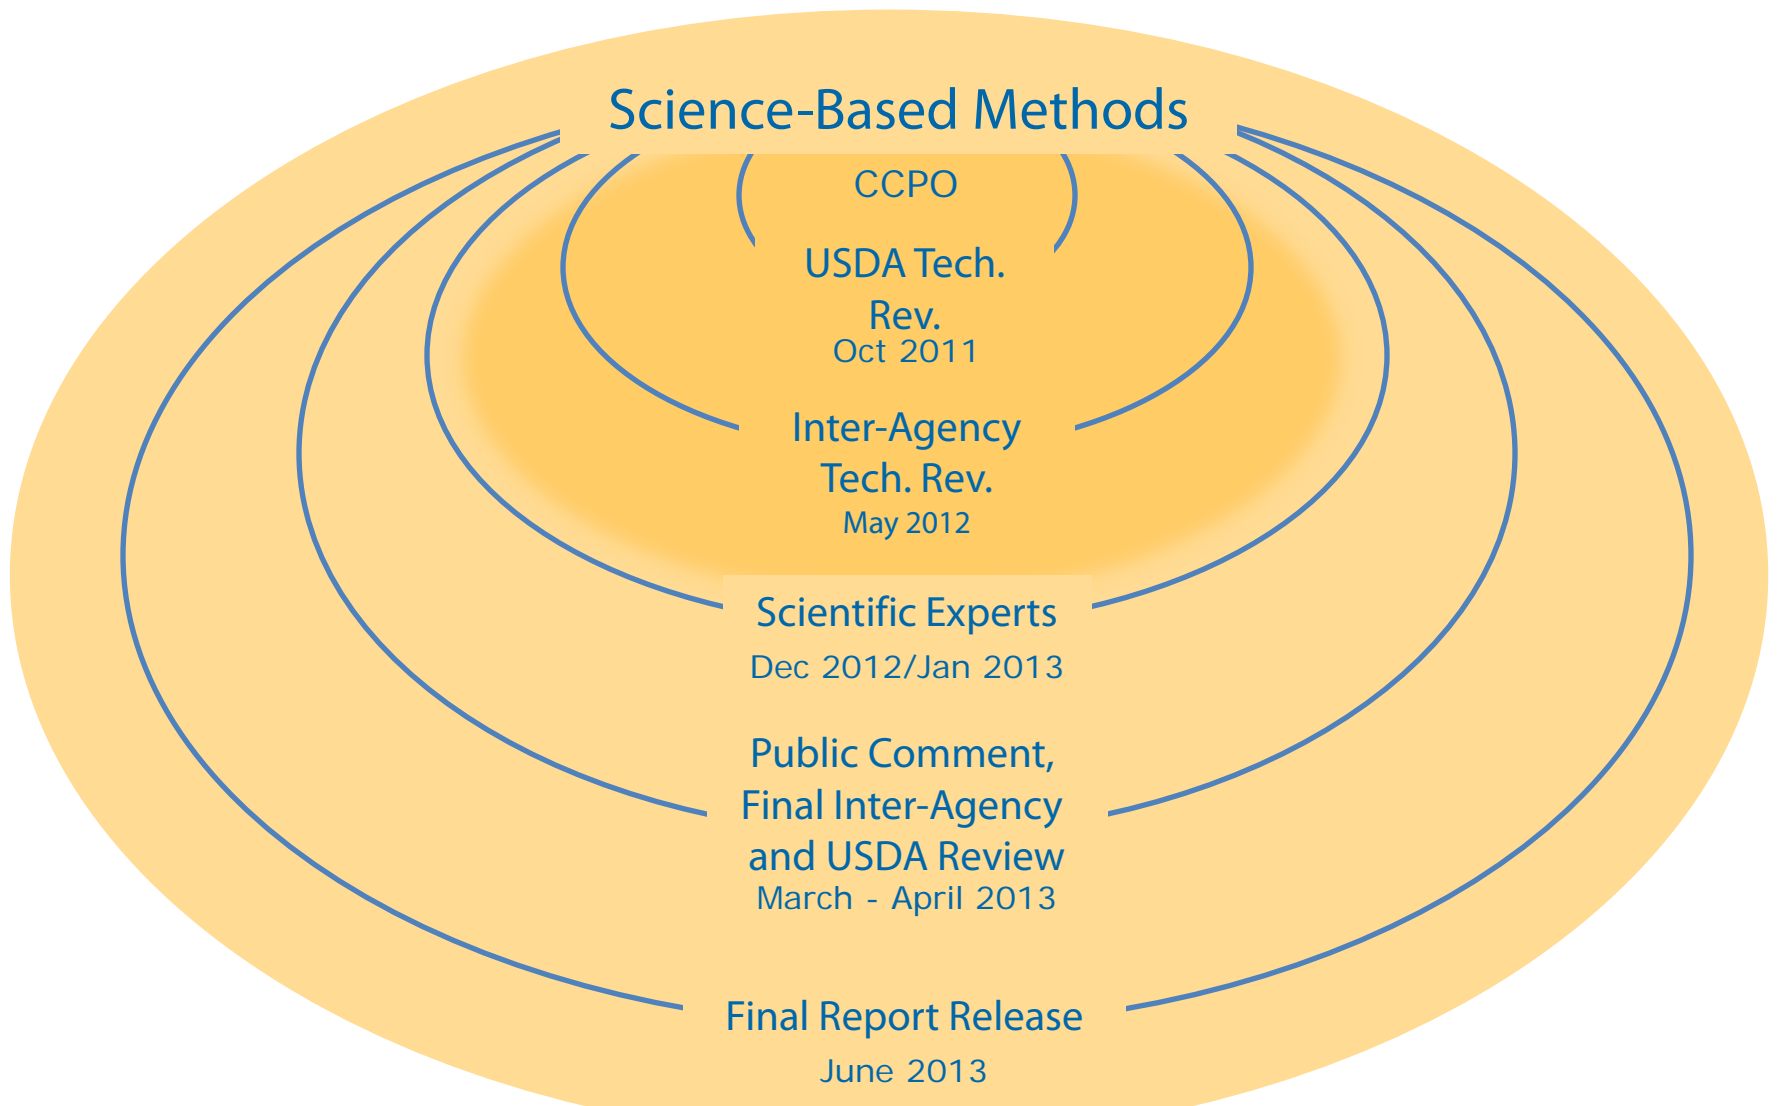 Science-Based Methods
CCPO
USDA Tech.
Rev.
Oct 2011
Inter-Agency
Tech. Rev.
May 2012
Scientific Experts
Dec 2012/Jan 2013
Public Comment,
Final Inter-Agency
and USDA Review
March - April 2013
Final Report Release
June 2013